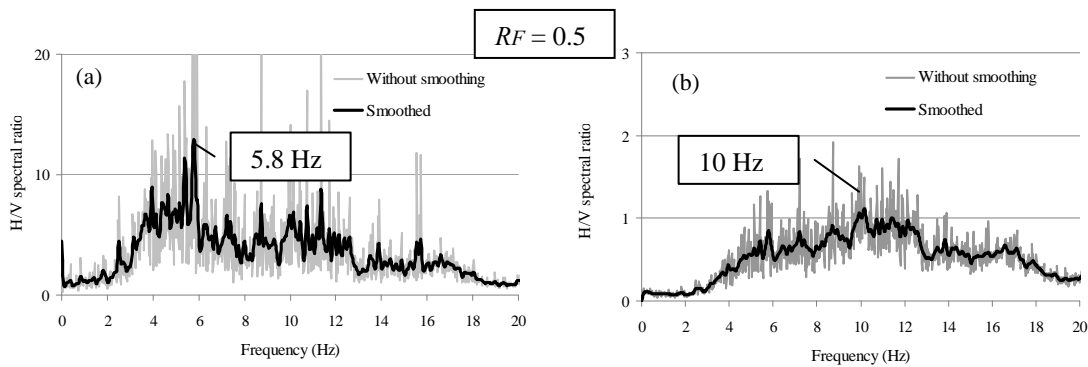 RF = 0.5
(a)
Without smoothing
Smoothed
5.8 Hz
H/V spectral ratio
20
10
0
0 2 4 6 8 10 12 14 16 18 20
Frequency (Hz)
(b)
Without smoothing
Smoothed
10 Hz
H/V spectral ratio
3
2
1
0
0 2 4 6 8 10 12 14 16 18 20
Frequency (Hz)